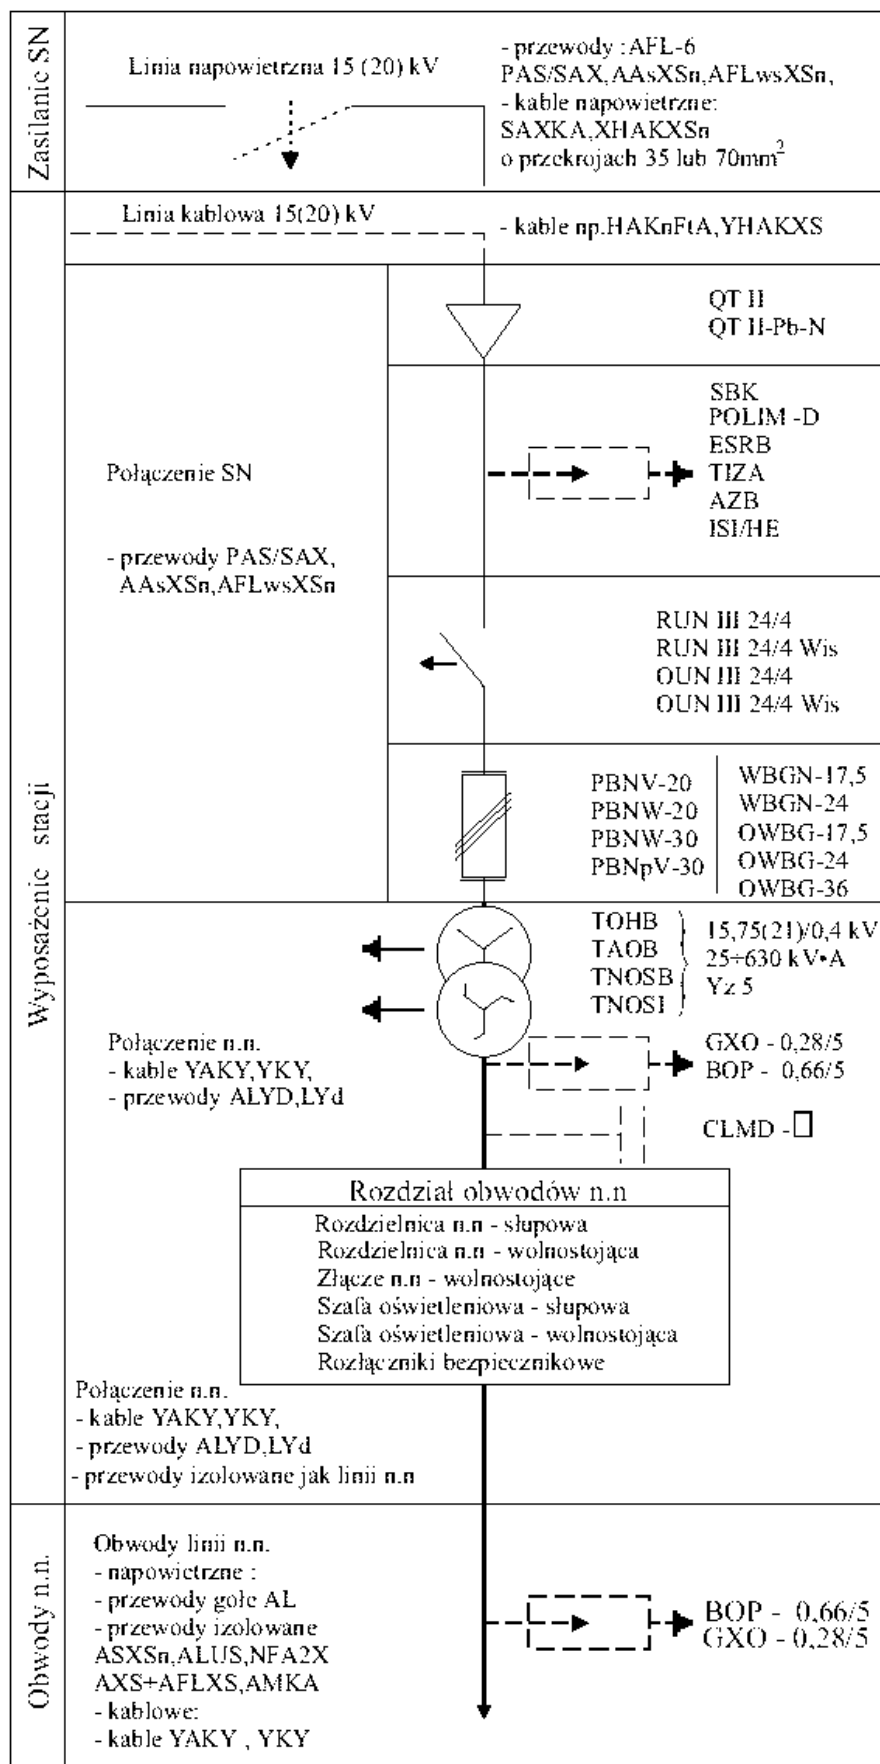 Zasilanie SN
Linia napowietrzna 15 (20) kV
- przewody :AFL-6
PAS/SAX,AAsXSn,AFLwsXSn,
- kable napowietrzne:
SAXKA,XHAKXSn
o przekrojach 35 lub 70mm²
Wyposażenie stacji
Linia kablowa 15(20) kV
- kable np.HAKnFtA,YHAKXS
QT II
QT II-Pb-N
Połączenie SN
- przewody PAS/SAX,
AAsXSn,AFLwsXSn
SBK
POLIM -D
ESRB
TIZA
AZB
ISI/HE
RUN III 24/4
RUN III 24/4 Wis
OUN III 24/4
OUN III 24/4 Wis
PBNV-20
PBNW-20
PBNW-30
PBNpV-30
WBGN-17,5
WBGN-24
OWBG-17,5
OWBG-24
OWBG-36
TOHB
TAOB
TNOSB
TNOSI
15,75(21)/0,4 kV
25÷630 kV•A
Yz 5
Połączenie n.n.
- kable YAKY,YKY,
- przewody ALYD,LYd
GXO - 0,28/5
BOP - 0,66/5
CLMD -
Rozdział obwodów n.n
Rozdzielnica n.n - słupowa
Rozdzielnica n.n - wolnostojąca
Złącze n.n - wolnostojące
Szafa oświetleniowa - słupowa
Szafa oświetleniowa - wolnostojąca
Rozłączniki bezpiecznikowe
Połączenie n.n.
- kable YAKY,YKY,
- przewody ALYD,LYd
- przewody izolowane jak linii n.n
Obwody n.n.
Obwody linii n.n.
- napowietrzne :
- przewody gołe AL
- przewody izolowane
ASXSn,ALUS,NFA2X
AXS+AFLXS,AMKA
- kablowe:
- kable YAKY , YKY
BOP - 0,66/5
GXO - 0,28/5